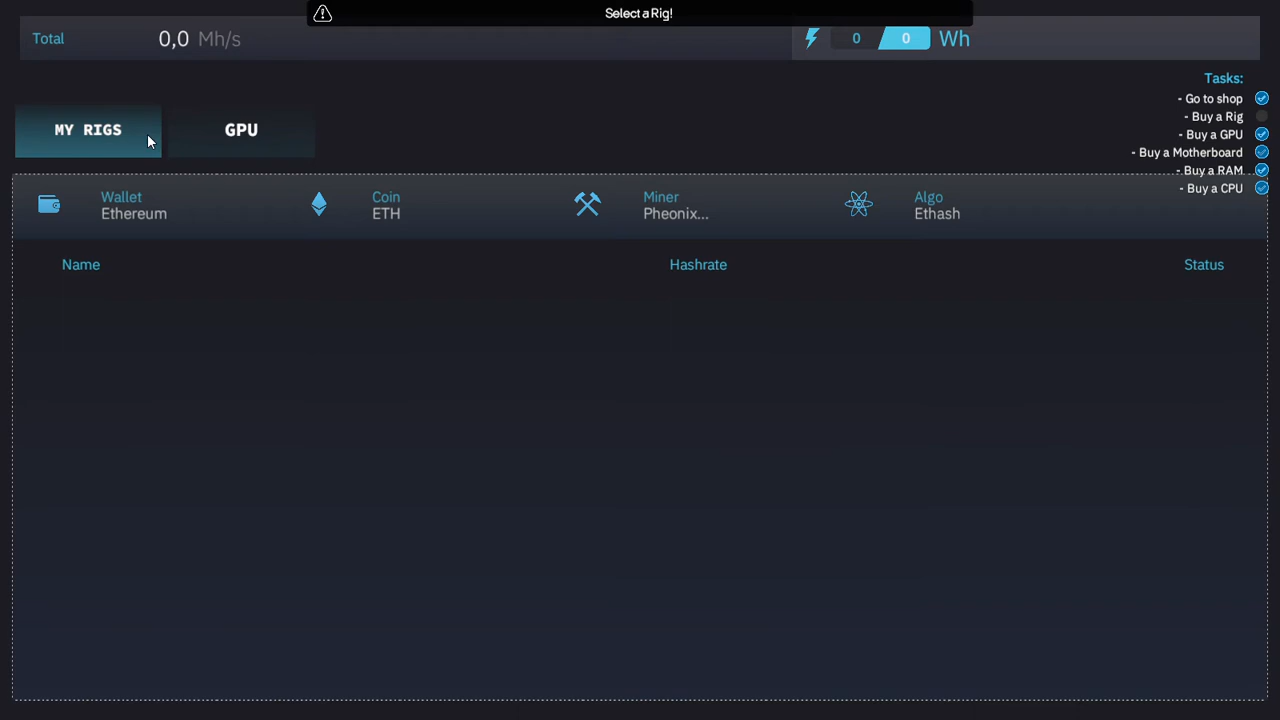 Select a Rig!
Total 0,0 Mh/s 0 0 Wh
Tasks:
- Go to shop
- Buy a Rig
- Buy a GPU
- Buy a Motherboard
- Buy a RAM
- Buy a CPU
MY RIGS GPU
Wallet Coin Miner Algo
Ethereum ETH Pheonix... Ethash
Name Hashrate Status